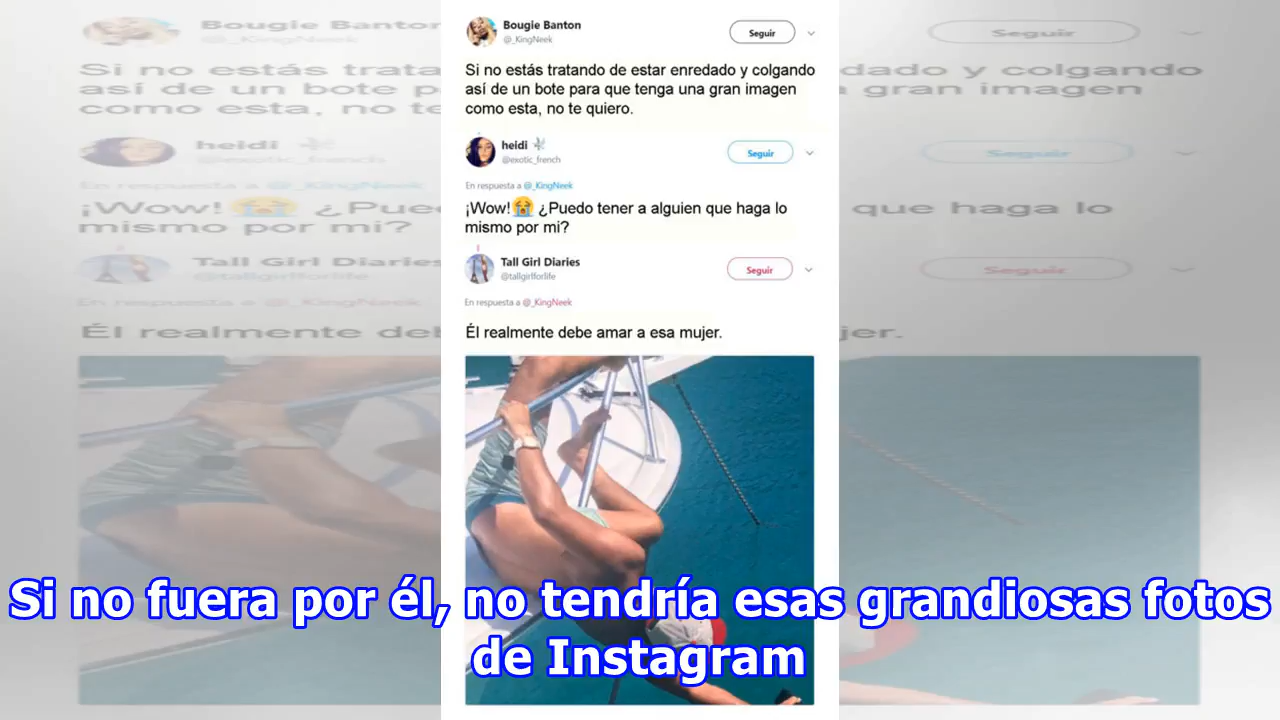 Bougie Banton
@_KingNeek
Seguir
Si no estás tratando de estar enredado y colgando
así de un bote para que tenga una gran imagen
como esta, no te quiero.
heidi
@exotic_french
Seguir
En respuesta a @_KingNeek
¡Wow!😭 ¿Puedo tener a alguien que haga lo
mismo por mi?
Tall Girl Diaries
@tallgirlforlife
Seguir
En respuesta a @_KingNeek
Él realmente debe amar a esa mujer.
Si no fuera por él, no tendría esas grandiosas fotos
de Instagram